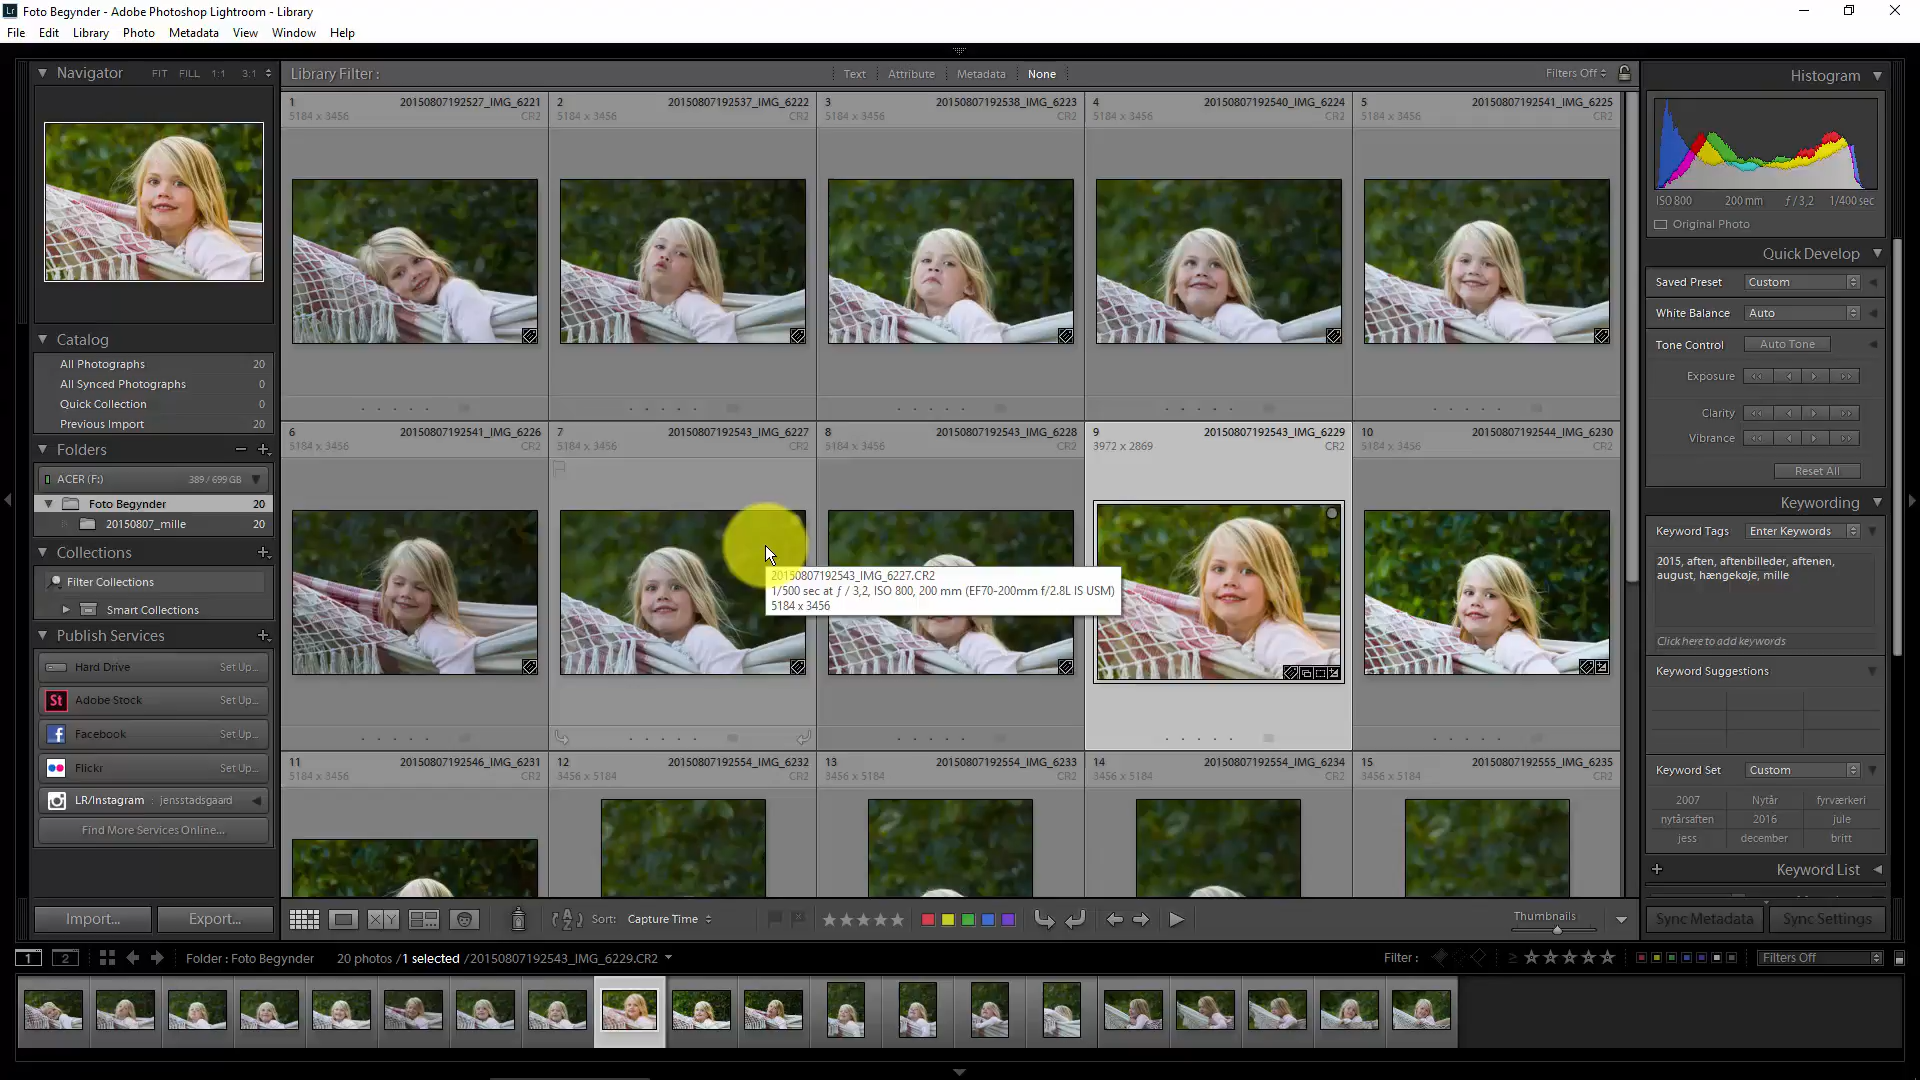 Lr Foto Begynder - Adobe Photoshop Lightroom - Library
File Edit Library Photo Metadata View Window Help
Navigator FIT FILL 1:1 3:1
Catalog
All Photographs 20
All Synced Photographs 0
Quick Collection 0
Previous Import 20
Folders
ACER (F:) 389 / 699 GB
Foto Begynder 20
20150807_mille 20
Collections
Filter Collections
Smart Collections
Publish Services
Hard Drive Set Up...
St Adobe Stock Set Up...
f Facebook Set Up...
Flickr Set Up...
LR/Instagram : jensstadsgaard
Find More Services Online...
Import... Export...
Library Filter : Text Attribute Metadata None Filters Off
1 20150807192527_IMG_6221
5184 x 3456 CR2
2 20150807192537_IMG_6222
5184 x 3456 CR2
3 20150807192538_IMG_6223
5184 x 3456 CR2
4 20150807192540_IMG_6224
5184 x 3456 CR2
5 20150807192541_IMG_6225
5184 x 3456 CR2
6 20150807192541_IMG_6226
5184 x 3456 CR2
7 20150807192543_IMG_6227
5184 x 3456 CR2
8 20150807192543_IMG_6228
5184 x 3456 CR2
9 20150807192543_IMG_6229
3972 x 2869 CR2
10 20150807192544_IMG_6230
5184 x 3456 CR2
20150807192543_IMG_6227.CR2
1/500 sec at ƒ / 3,2, ISO 800, 200 mm (EF70-200mm f/2.8L IS USM)
5184 x 3456
11 20150807192546_IMG_6231
5184 x 3456 CR2
12 20150807192554_IMG_6232
3456 x 5184 CR2
13 20150807192554_IMG_6233
3456 x 5184 CR2
14 20150807192554_IMG_6234
3456 x 5184 CR2
15 20150807192555_IMG_6235
3456 x 5184 CR2
Sort: Capture Time Thumbnails
Histogram
ISO 800 200 mm ƒ / 3,2 1/400 sec
Original Photo
Quick Develop
Saved Preset Custom
White Balance Auto
Tone Control Auto Tone
Exposure
Clarity
Vibrance
Reset All
Keywording
Keyword Tags Enter Keywords
2015, aften, aftenbilleder, aftenen,
august, hængekøje, mille
Click here to add keywords
Keyword Suggestions
Keyword Set Custom
2007 Nytår fyrværkeri
nytårsaften 2016 jule
jess december britt
Keyword List
Sync Metadata Sync Settings
1 2 Folder : Foto Begynder 20 photos / 1 selected / 20150807192543_IMG_6229.CR2 Filter : Filters Off